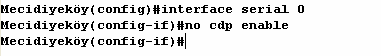 Mecidiyeköy(config)#interface serial 0
Mecidiyeköy(config-if)#no cdp enable
Mecidiyeköy(config-if)#